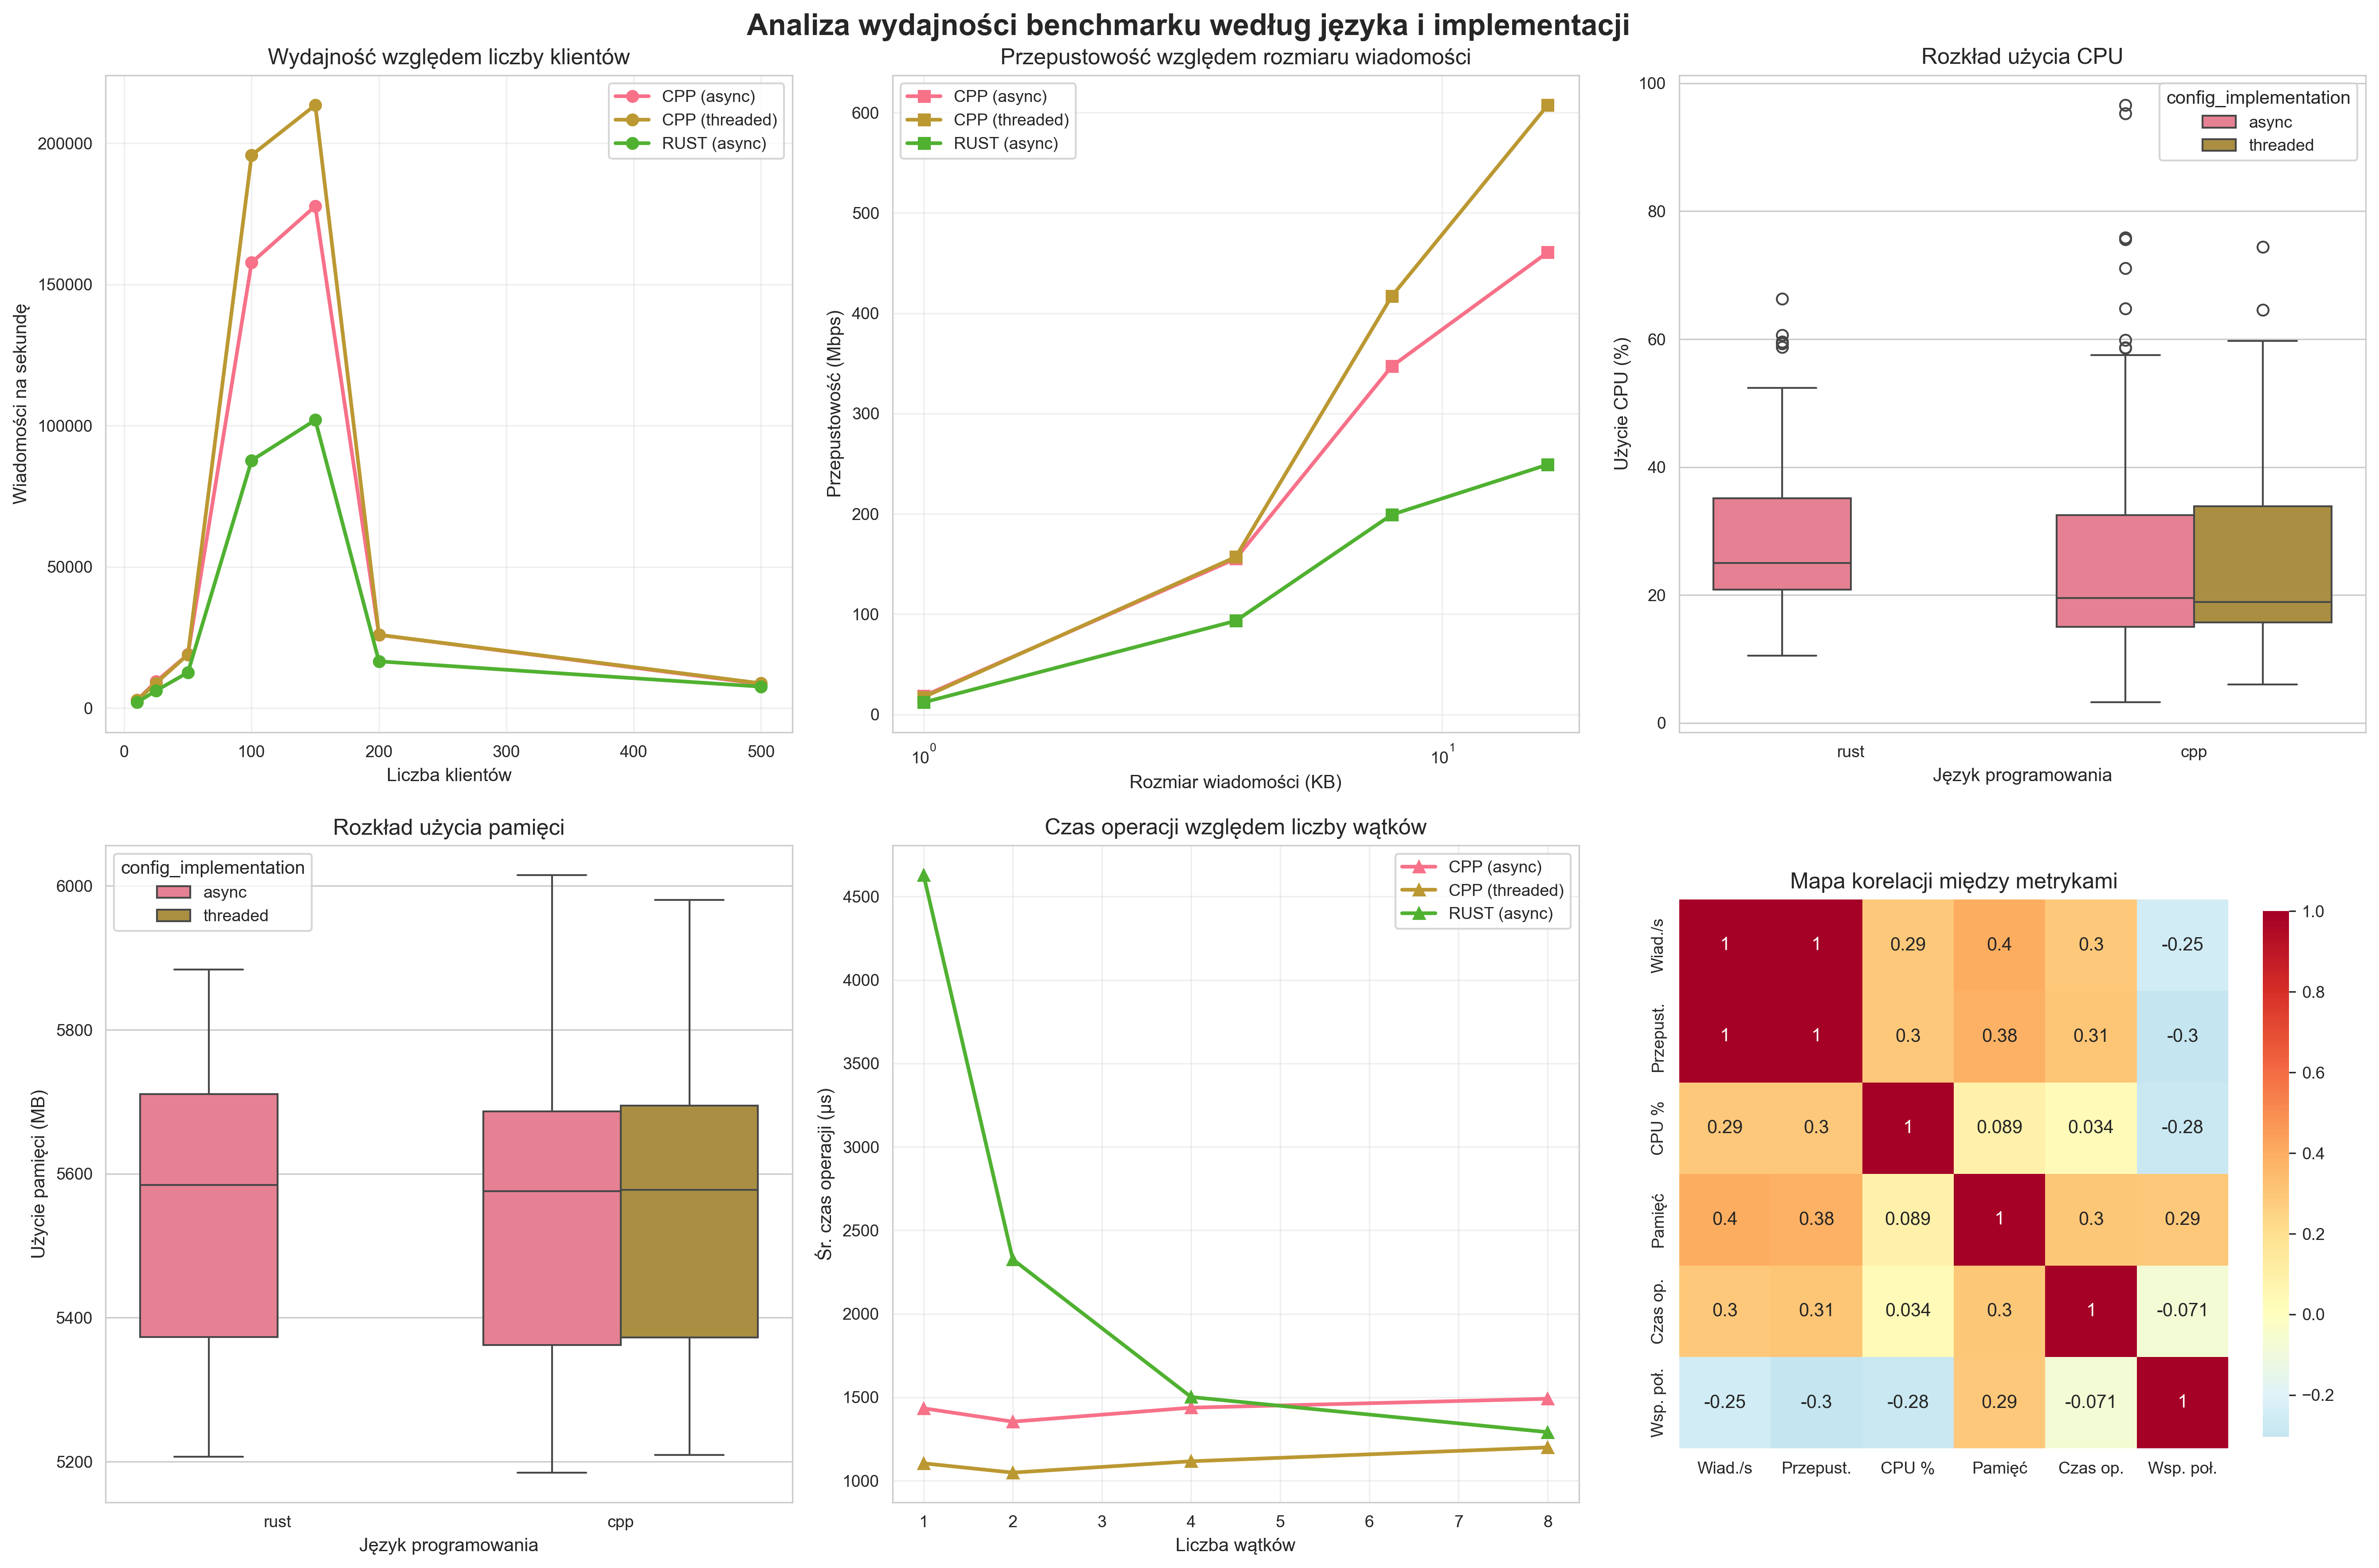 Analiza wydajności benchmarku według języka i implementacji
Wydajność względem liczby klientów
CPP (async)
CPP (threaded)
RUST (async)
200000
150000
100000
50000
0
Wiadomości na sekundę
0 100 200 300 400 500
Liczba klientów
Przepustowość względem rozmiaru wiadomości
CPP (async)
CPP (threaded)
RUST (async)
600
500
400
300
200
100
0
Przepustowość (Mbps)
10⁰ 10¹
Rozmiar wiadomości (KB)
Rozkład użycia CPU
config_implementation
async
threaded
100
80
60
40
20
0
Użycie CPU (%)
rust cpp
Język programowania
Rozkład użycia pamięci
config_implementation
async
threaded
6000
5800
5600
5400
5200
Użycie pamięci (MB)
rust cpp
Język programowania
Czas operacji względem liczby wątków
CPP (async)
CPP (threaded)
RUST (async)
4500
4000
3500
3000
2500
2000
1500
1000
Śr. czas operacji (μs)
1 2 3 4 5 6 7 8
Liczba wątków
Mapa korelacji między metrykami
Wiad./s 1 1 0.29 0.4 0.3 -0.25
Przepust. 1 1 0.3 0.38 0.31 -0.3
CPU % 0.29 0.3 1 0.089 0.034 -0.28
Pamięć 0.4 0.38 0.089 1 0.3 0.29
Czas op. 0.3 0.31 0.034 0.3 1 -0.071
Wsp. poł. -0.25 -0.3 -0.28 0.29 -0.071 1
Wiad./s Przepust. CPU % Pamięć Czas op. Wsp. poł.
1.0
0.8
0.6
0.4
0.2
0.0
−0.2